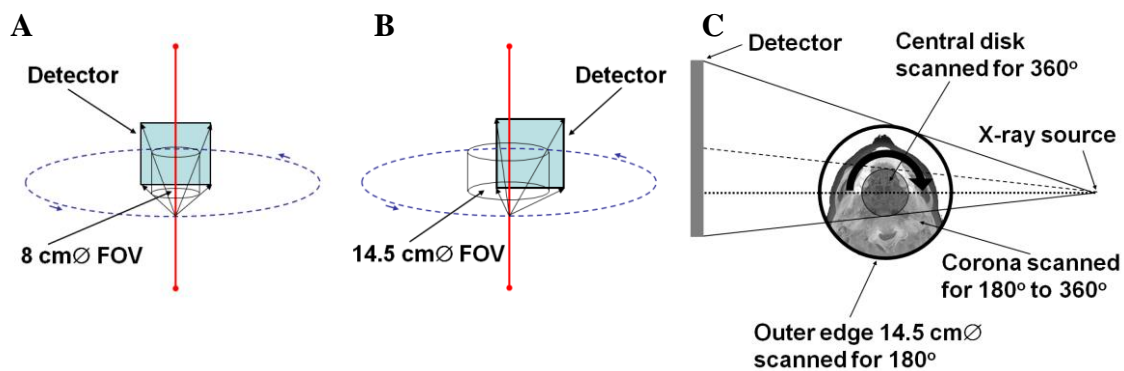 A
Detector
8 cm∅ FOV
B
Detector
14.5 cm∅ FOV
C
Detector
Central disk
scanned for 360°
X-ray source
Corona scanned
for 180° to 360°
Outer edge 14.5 cm∅
scanned for 180°